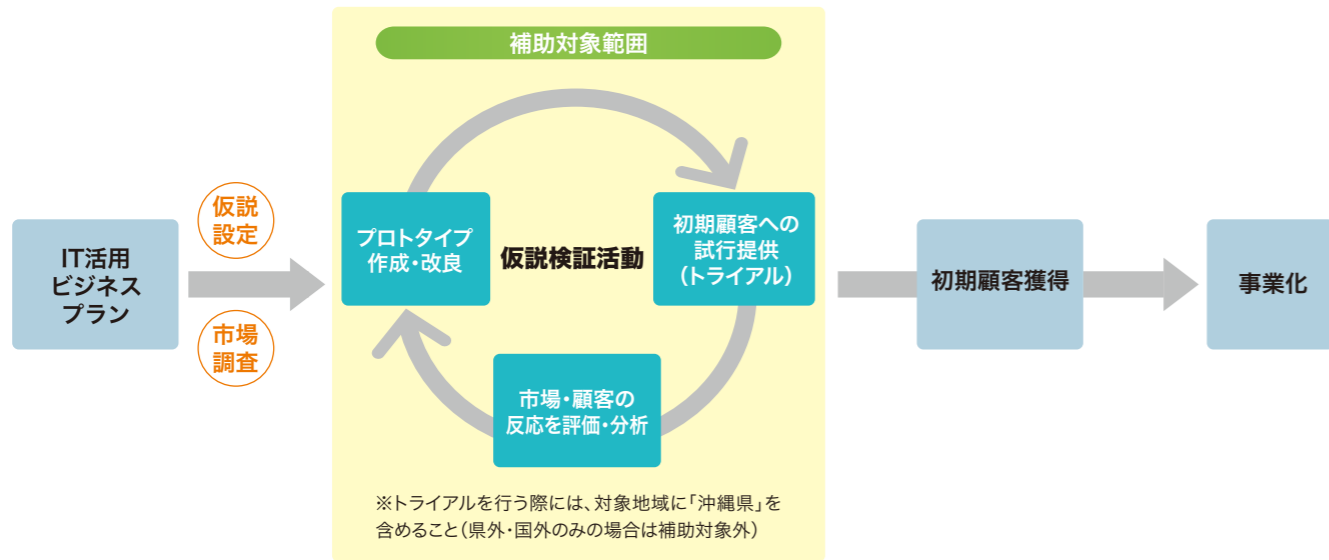 補助対象範囲
IT活用
ビジネス
プラン
仮説
設定
市場
調査
プロトタイプ
作成・改良
仮説検証活動
初期顧客への
試行提供
(トライアル)
市場・顧客の
反応を評価・分析
※トライアルを行う際には、対象地域に「沖縄県」を
含めること(県外・国外のみの場合は補助対象外)
初期顧客獲得
事業化